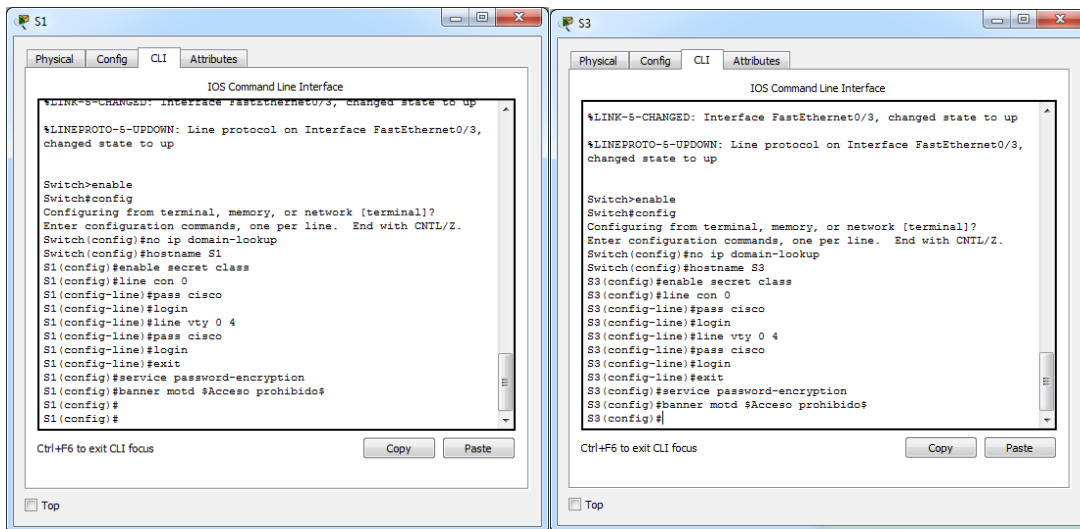 S1
Physical Config CLI Attributes
IOS Command Line Interface
%LINK-5-CHANGED: Interface FastEthernet0/3, changed state to up
%LINEPROTO-5-UPDOWN: Line protocol on Interface FastEthernet0/3,
changed state to up
Switch>enable
Switch#config
Configuring from terminal, memory, or network [terminal]?
Enter configuration commands, one per line.  End with CNTL/Z.
Switch(config)#no ip domain-lookup
Switch(config)#hostname S1
S1(config)#enable secret class
S1(config)#line con 0
S1(config-line)#pass cisco
S1(config-line)#login
S1(config-line)#line vty 0 4
S1(config-line)#pass cisco
S1(config-line)#login
S1(config-line)#exit
S1(config)#service password-encryption
S1(config)#banner motd $Acceso prohibido$
S1(config)#
S1(config)#
Ctrl+F6 to exit CLI focus
Copy Paste
Top
S3
Physical Config CLI Attributes
IOS Command Line Interface
%LINK-5-CHANGED: Interface FastEthernet0/3, changed state to up
%LINEPROTO-5-UPDOWN: Line protocol on Interface FastEthernet0/3,
changed state to up
Switch>enable
Switch#config
Configuring from terminal, memory, or network [terminal]?
Enter configuration commands, one per line.  End with CNTL/Z.
Switch(config)#no ip domain-lookup
Switch(config)#hostname S3
S3(config)#enable secret class
S3(config)#line con 0
S3(config-line)#pass cisco
S3(config-line)#login
S3(config-line)#line vty 0 4
S3(config-line)#pass cisco
S3(config-line)#login
S3(config-line)#exit
S3(config)#service password-encryption
S3(config)#banner motd $Acceso prohibido$
S3(config)#
Ctrl+F6 to exit CLI focus
Copy Paste
Top